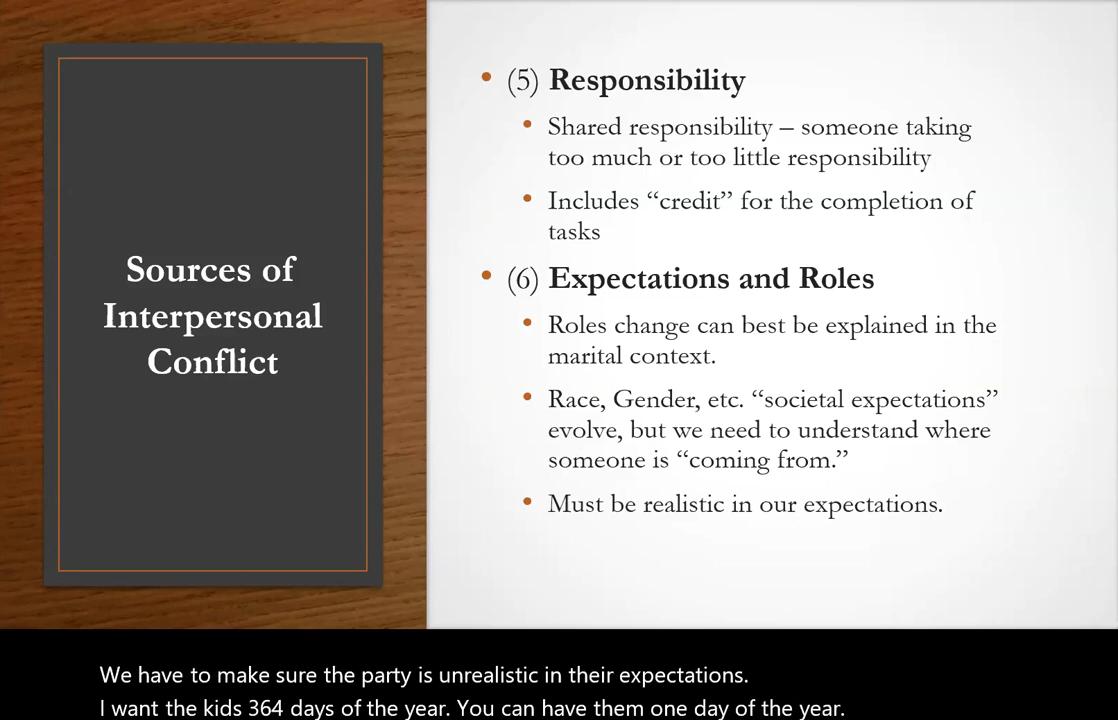 Sources of
Interpersonal
Conflict
• (5) Responsibility
• Shared responsibility – someone taking
too much or too little responsibility
• Includes “credit” for the completion of
tasks
• (6) Expectations and Roles
• Roles change can best be explained in the
marital context.
• Race, Gender, etc. “societal expectations”
evolve, but we need to understand where
someone is “coming from.”
• Must be realistic in our expectations.
We have to make sure the party is unrealistic in their expectations.
I want the kids 364 days of the year. You can have them one day of the year.